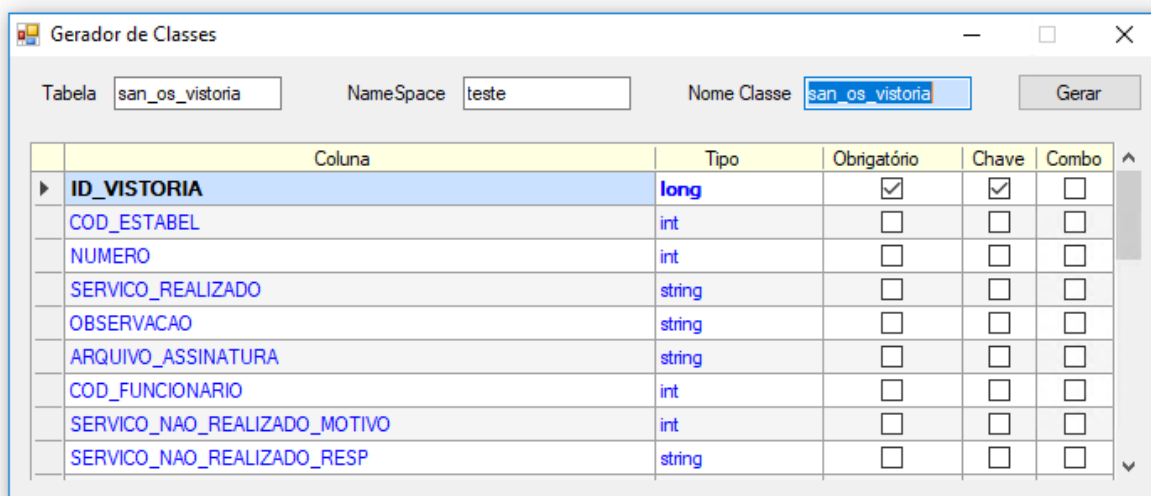 Gerador de Classes
Tabela san_os_vistoria NameSpace teste Nome Classe san_os_vistoria Gerar
Coluna Tipo Obrigatório Chave Combo
ID_VISTORIA long
COD_ESTABEL int
NUMERO int
SERVICO_REALIZADO string
OBSERVACAO string
ARQUIVO_ASSINATURA string
COD_FUNCIONARIO int
SERVICO_NAO_REALIZADO_MOTIVO int
SERVICO_NAO_REALIZADO_RESP string